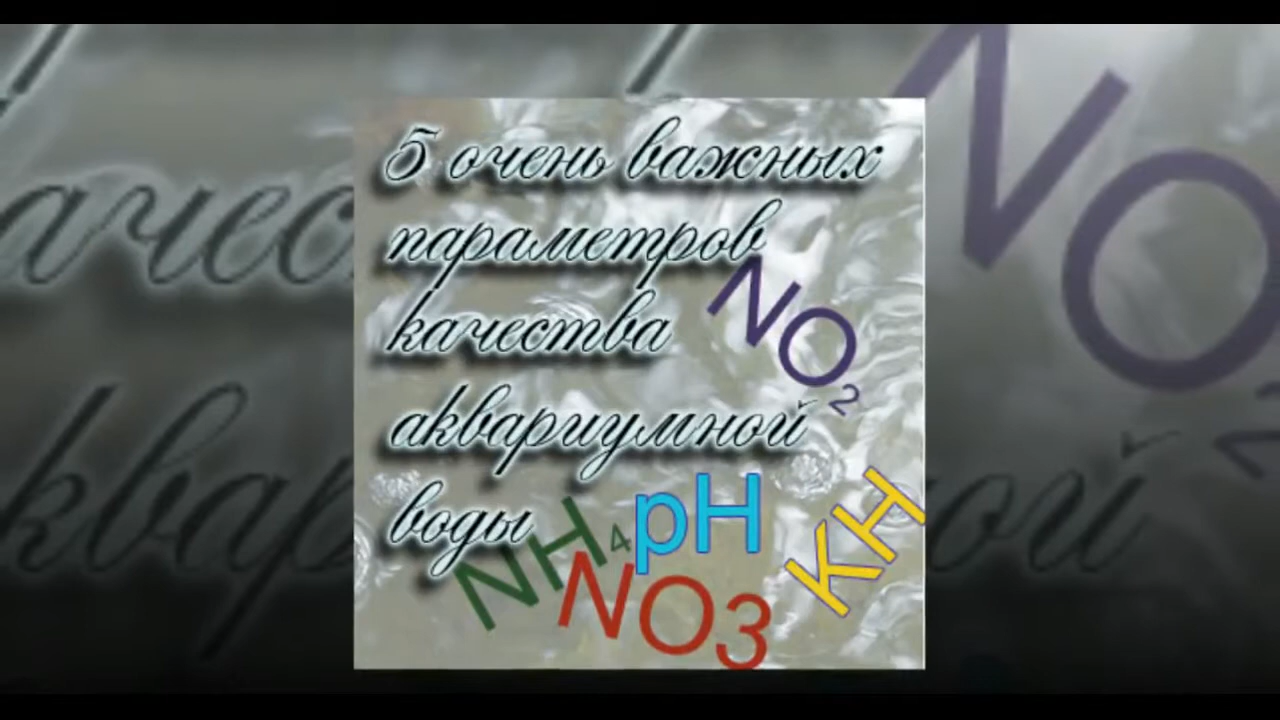 5 очень важных
параметров
NO₂
качества
аквариумной
воды
NH₄
pH
KH
NO3